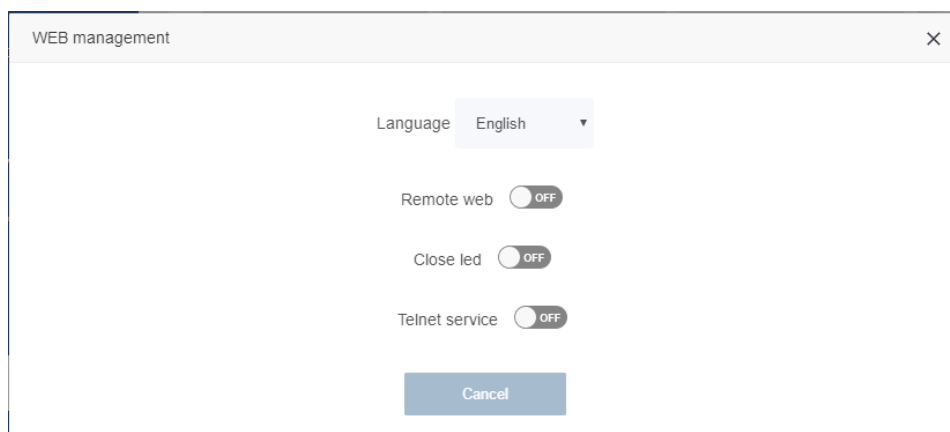 WEB management
Language English
Remote web OFF
Close led OFF
Telnet service OFF
Cancel